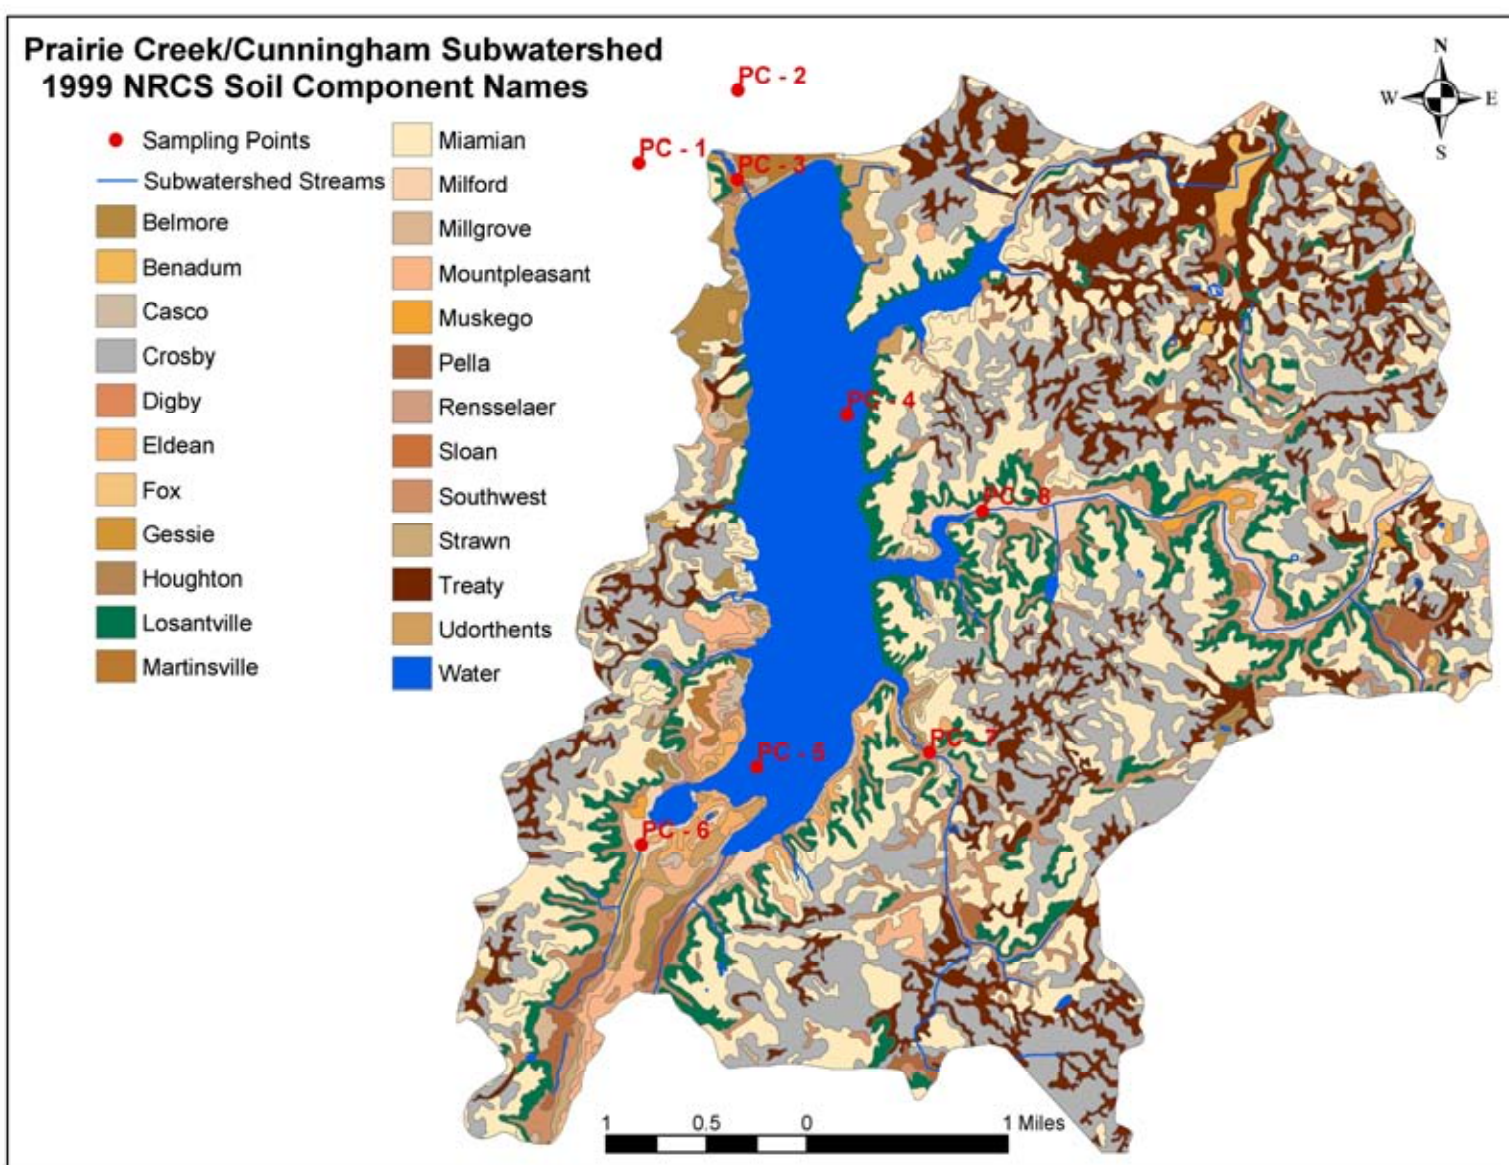 Prairie Creek/Cunningham Subwatershed
1999 NRCS Soil Component Names
Sampling Points
Subwatershed Streams
Belmore
Benadum
Casco
Crosby
Digby
Eldean
Fox
Gessie
Houghton
Losantville
Martinsville
Miamian
Milford
Millgrove
Mountpleasant
Muskego
Pella
Rensselaer
Sloan
Southwest
Strawn
Treaty
Udorthents
Water
N
W E
S
PC - 2
PC - 1
PC - 3
PC - 4
PC - 8
PC - 7
PC - 5
PC - 6
1 0.5 0 1 Miles